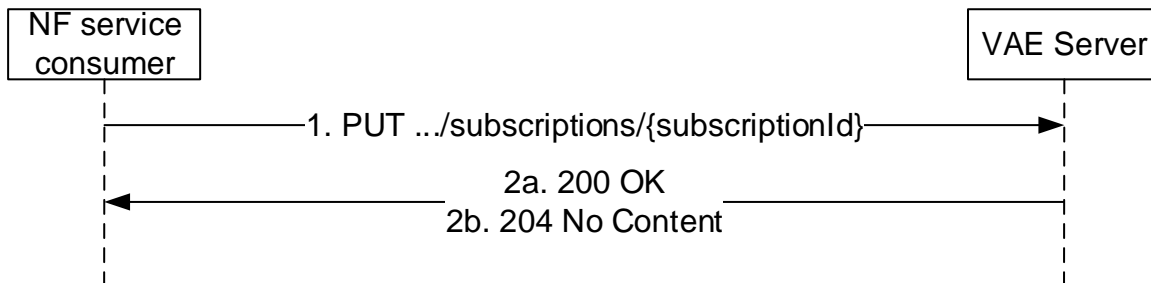 NF service
consumer
VAE Server
1. PUT .../subscriptions/{subscriptionId}
2a. 200 OK
2b. 204 No Content